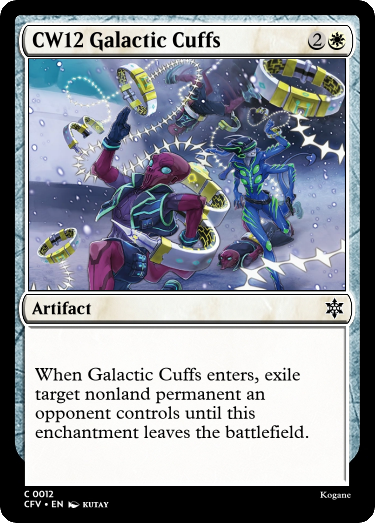 CW12 Galactic Cuffs 2
Artifact
When Galactic Cuffs enters, exile
target nonland permanent an
opponent controls until this
enchantment leaves the battlefield.
C 0012
Kogane
CFV • EN KUTAY